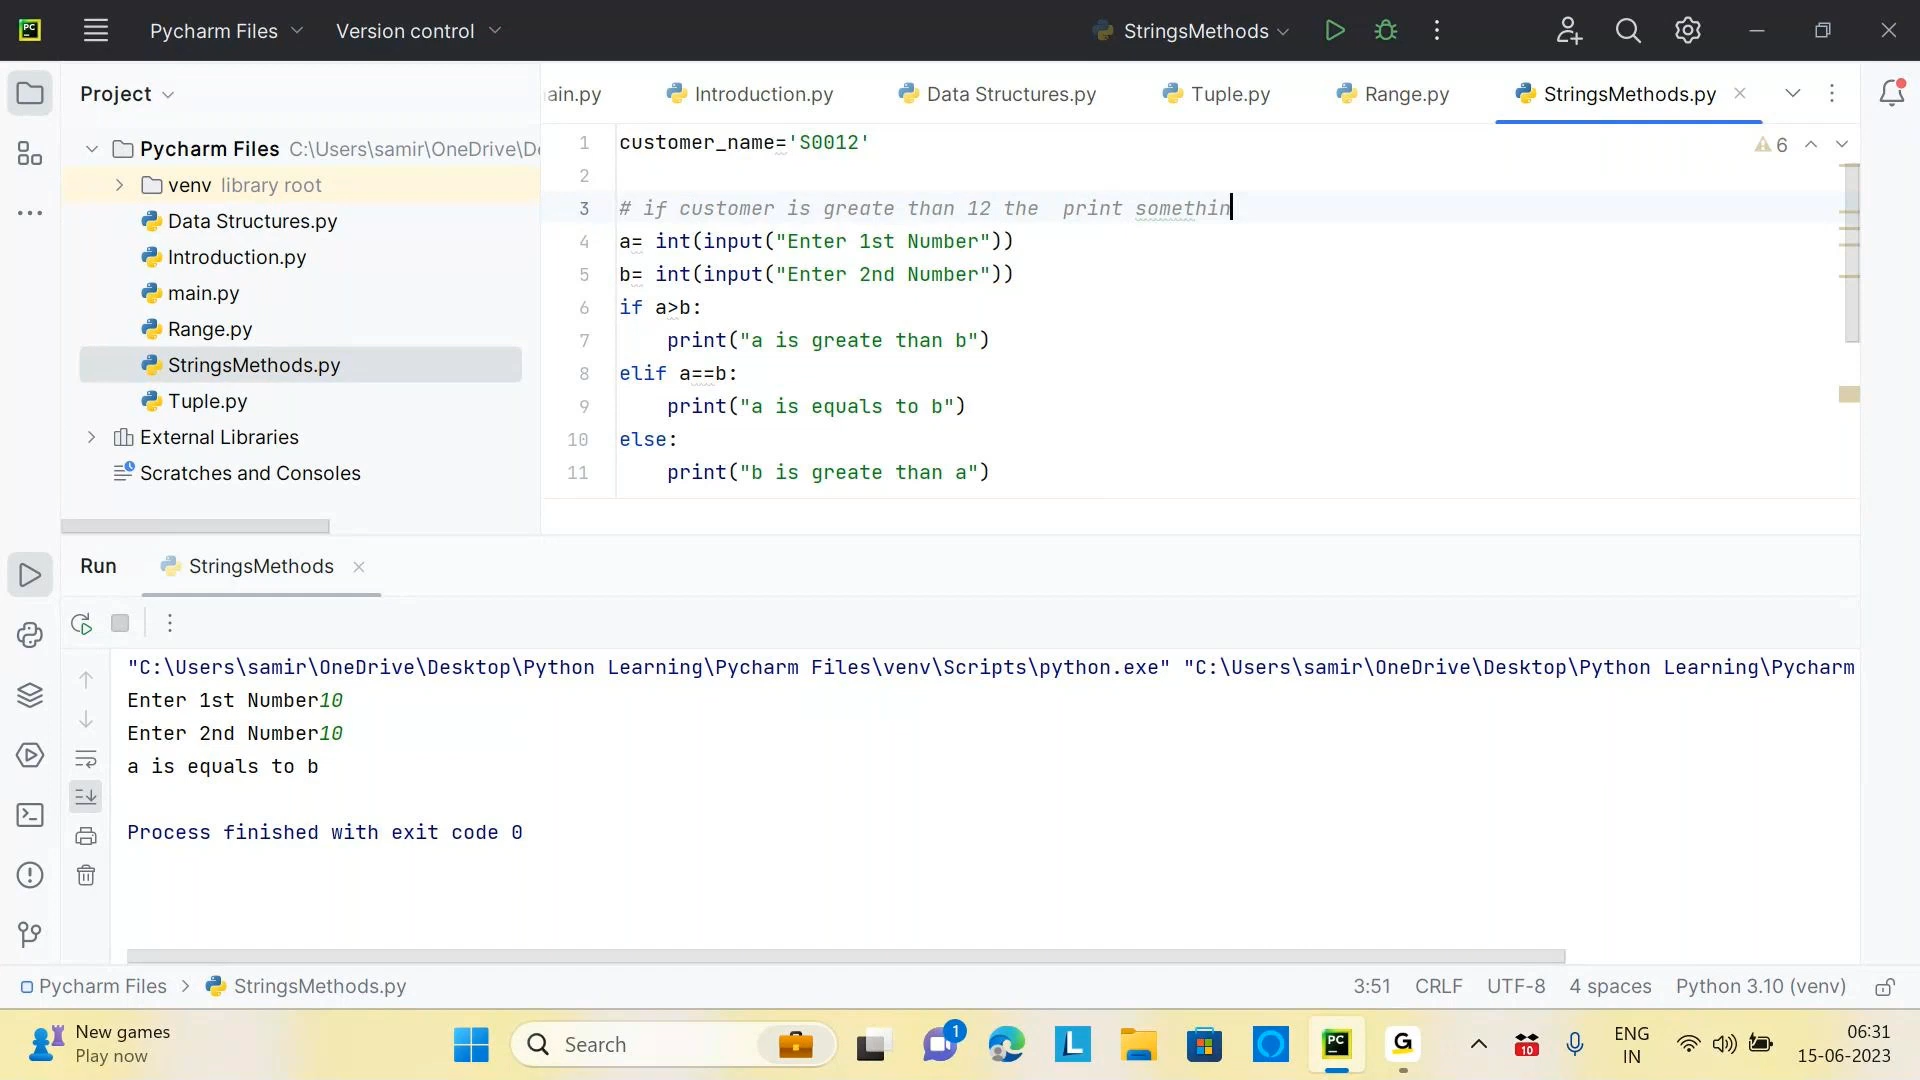 PC
Pycharm Files
Version control
StringsMethods
Project
ain.py
Introduction.py
Data Structures.py
Tuple.py
Range.py
StringsMethods.py
Pycharm Files C:\Users\samir\OneDrive\De
venv library root
Data Structures.py
Introduction.py
main.py
Range.py
StringsMethods.py
Tuple.py
External Libraries
Scratches and Consoles
6
1 customer_name='S0012'
2
3 # if customer is greate than 12 the  print somethin
4 a= int(input("Enter 1st Number"))
5 b= int(input("Enter 2nd Number"))
6 if a>b:
7     print("a is greate than b")
8 elif a==b:
9     print("a is equals to b")
10 else:
11     print("b is greate than a")
Run
StringsMethods
"C:\Users\samir\OneDrive\Desktop\Python Learning\Pycharm Files\venv\Scripts\python.exe" "C:\Users\samir\OneDrive\Desktop\Python Learning\Pycharm
Enter 1st Number10
Enter 2nd Number10
a is equals to b
Process finished with exit code 0
Pycharm Files > StringsMethods.py
3:51 CRLF UTF-8 4 spaces Python 3.10 (venv)
New games
Play now
Search
1
L
PC
G
10
ENG
IN
06:31
15-06-2023